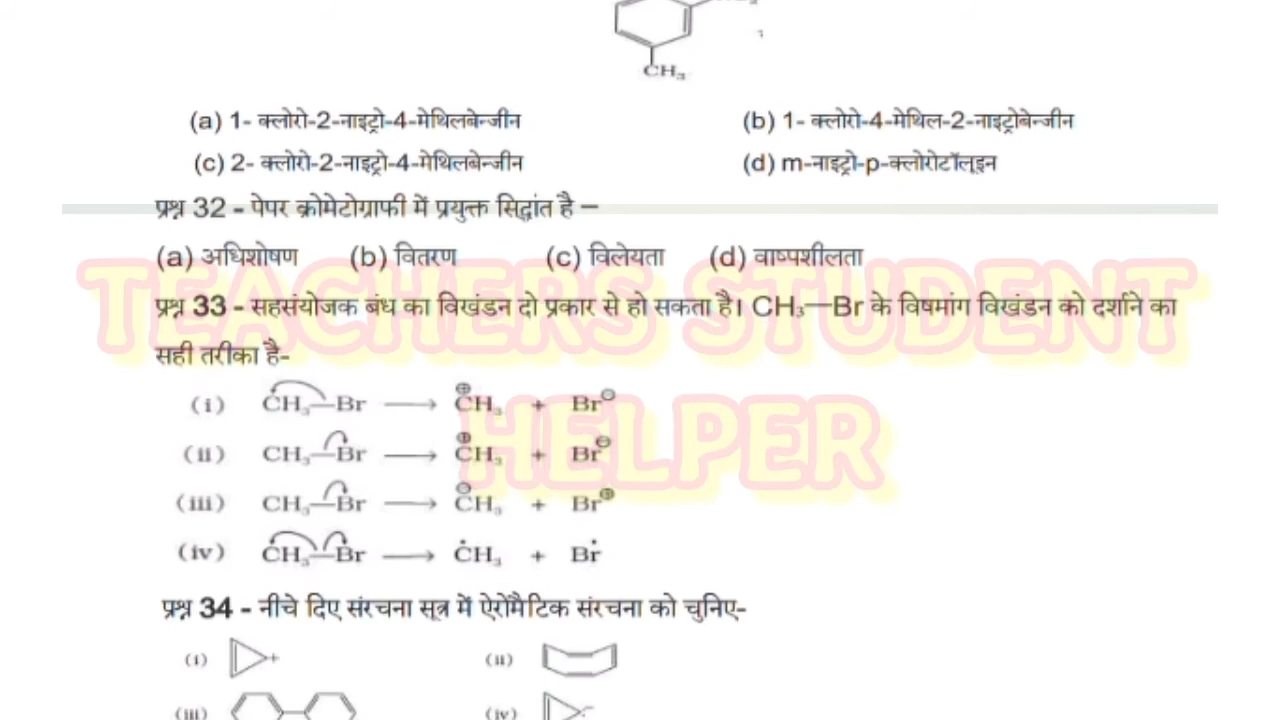 CH₃
(a) 1- क्लोरो-2-नाइट्रो-4-मेथिलबेन्जीन (b) 1- क्लोरो-4-मेथिल-2-नाइट्रोबेन्जीन
(c) 2- क्लोरो-2-नाइट्रो-4-मेथिलबेन्जीन (d) m-नाइट्रो-p-क्लोरोटॉलूइन
प्रश्न 32 - पेपर क्रोमेटोग्राफी में प्रयुक्त सिद्धांत है –
(a) अधिशोषण (b) वितरण (c) विलेयता (d) वाष्पशीलता
TEACHERS STUDENT
प्रश्न 33 - सहसंयोजक बंध का विखंडन दो प्रकार से हो सकता है। CH₃—Br के विषमांग विखंडन को दर्शाने का
सही तरीका है-
(i) CH₃—Br ⟶ ⊕CH₃ + Br⊖
HELPER
(ii) CH₃—Br ⟶ ⊕CH₃ + Br⊖
(iii) CH₃—Br ⟶ ⊖CH₃ + Br⊕
(iv) CH₃—Br ⟶ ĊH₃ + Bṙ
प्रश्न 34 - नीचे दिए संरचना सूत्र में ऐरोमैटिक संरचना को चुनिए-
(i) + (ii)
(iii) (iv) -